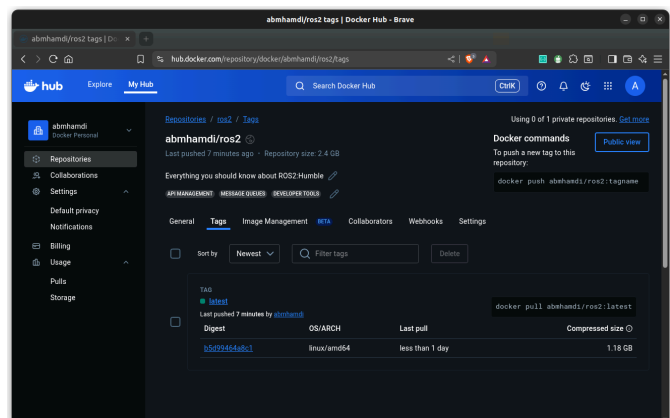 abmhamdi/ros2 tags | Docker Hub - Brave
abmhamdi/ros2 tags | Do
hub.docker.com/repository/docker/abmhamdi/ros2/tags
hub
Explore
My Hub
Search Docker Hub
CtrlK
A
abmhamdi
Docker Personal
Repositories
Collaborations
Settings
Default privacy
Notifications
Billing
Usage
Pulls
Storage
Repositories / ros2 / Tags
Using 0 of 1 private repositories. Get more
abmhamdi/ros2
Last pushed 7 minutes ago · Repository size: 2.4 GB
Everything you should know about ROS2:Humble
API MANAGEMENT MESSAGE QUEUES DEVELOPER TOOLS
Docker commands
Public view
To push a new tag to this
repository:
docker push abmhamdi/ros2:tagname
General Tags Image Management BETA Collaborators Webhooks Settings
Sort by Newest Filter tags Delete
TAG
latest
Last pushed 7 minutes by abmhamdi
docker pull abmhamdi/ros2:latest
Digest OS/ARCH Last pull Compressed size
b5d99464a8c1 linux/amd64 less than 1 day 1.18 GB